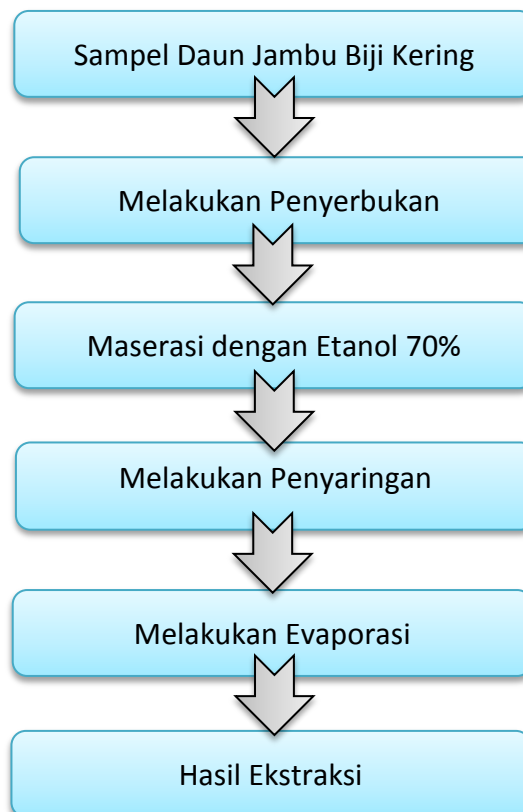 Sampel Daun Jambu Biji Kering
Melakukan Penyerbukan
Maserasi dengan Etanol 70%
Melakukan Penyaringan
Melakukan Evaporasi
Hasil Ekstraksi